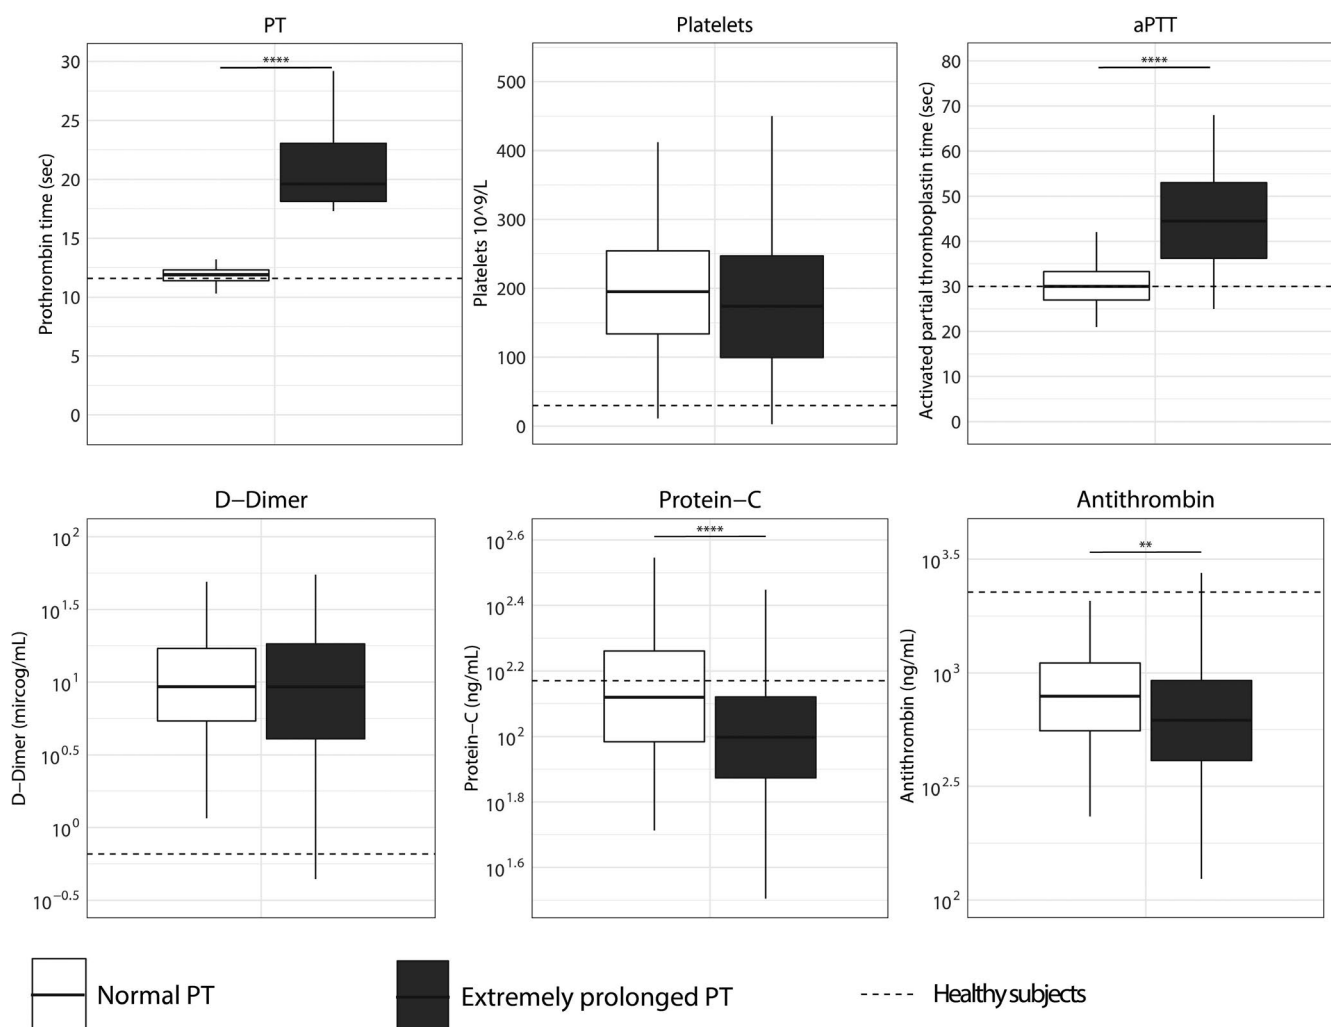 PT
Platelets
aPTT
Prothrombin time (sec)
30
25
20
15
10
5
0
****
Platelets 10^9/L
500
400
300
200
100
0
Activated partial thromboplastin time (sec)
80
70
60
50
40
30
20
10
0
****
D–Dimer
Protein–C
Antithrombin
D–Dimer (mircog/mL)
10^2
10^1.5
10^1
10^0.5
10^0
10^−0.5
Protein–C (ng/mL)
10^2.6
10^2.4
10^2.2
10^2
10^1.8
10^1.6
****
Antithrombin (ng/mL)
10^3.5
10^3
10^2.5
10^2
**
Normal PT
Extremely prolonged PT
Healthy subjects